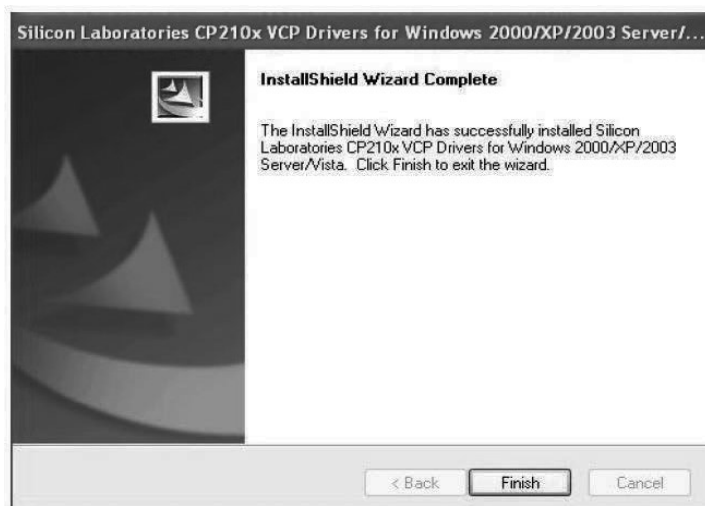 Silicon Laboratories CP210x VCP Drivers for Windows 2000/XP/2003 Server/...
InstallShield Wizard Complete
The InstallShield Wizard has successfully installed Silicon
Laboratories CP210x VCP Drivers for Windows 2000/XP/2003
Server/Vista. Click Finish to exit the wizard.
< Back Finish Cancel